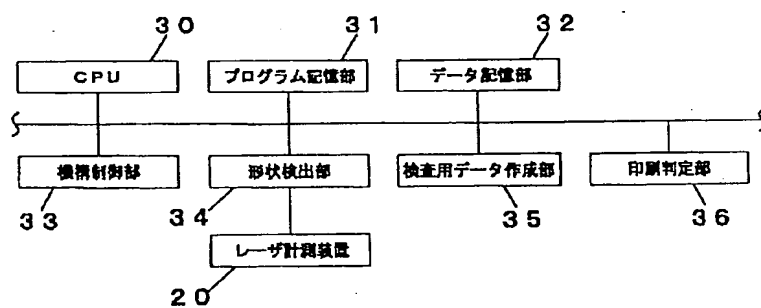 30
31
32
CPU
プログラム記憶部
データ記憶部
機構制御部
形状検出部
検査用データ作成部
印刷判定部
33
34
35
36
レーザ計測装置
20